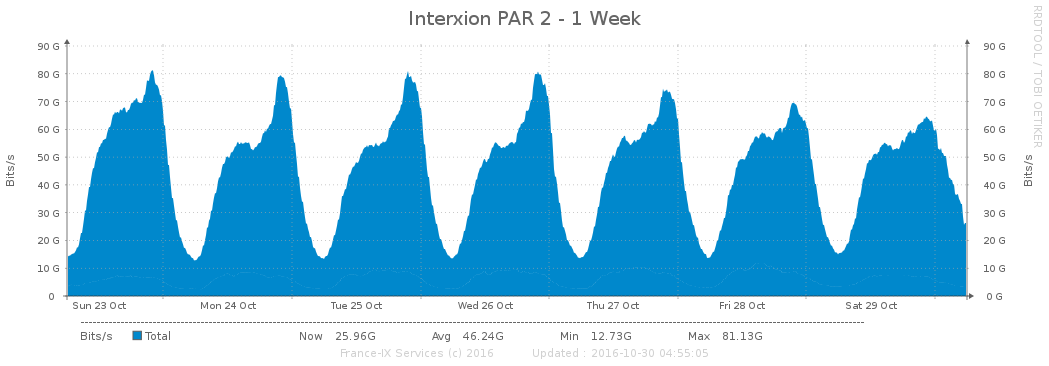 Interxion PAR 2 - 1 Week
RRDTOOL / TOBI OETIKER
90 G 90 G
80 G 80 G
70 G 70 G
60 G 60 G
50 G 50 G
40 G 40 G
30 G 30 G
20 G 20 G
10 G 10 G
0 0 G
Bits/s
Bits/s
Sun 23 Oct Mon 24 Oct Tue 25 Oct Wed 26 Oct Thu 27 Oct Fri 28 Oct Sat 29 Oct
Bits/s Total Now 25.96G Avg 46.24G Min 12.73G Max 81.13G
France-IX Services (c) 2016 Updated : 2016-10-30 04:55:05